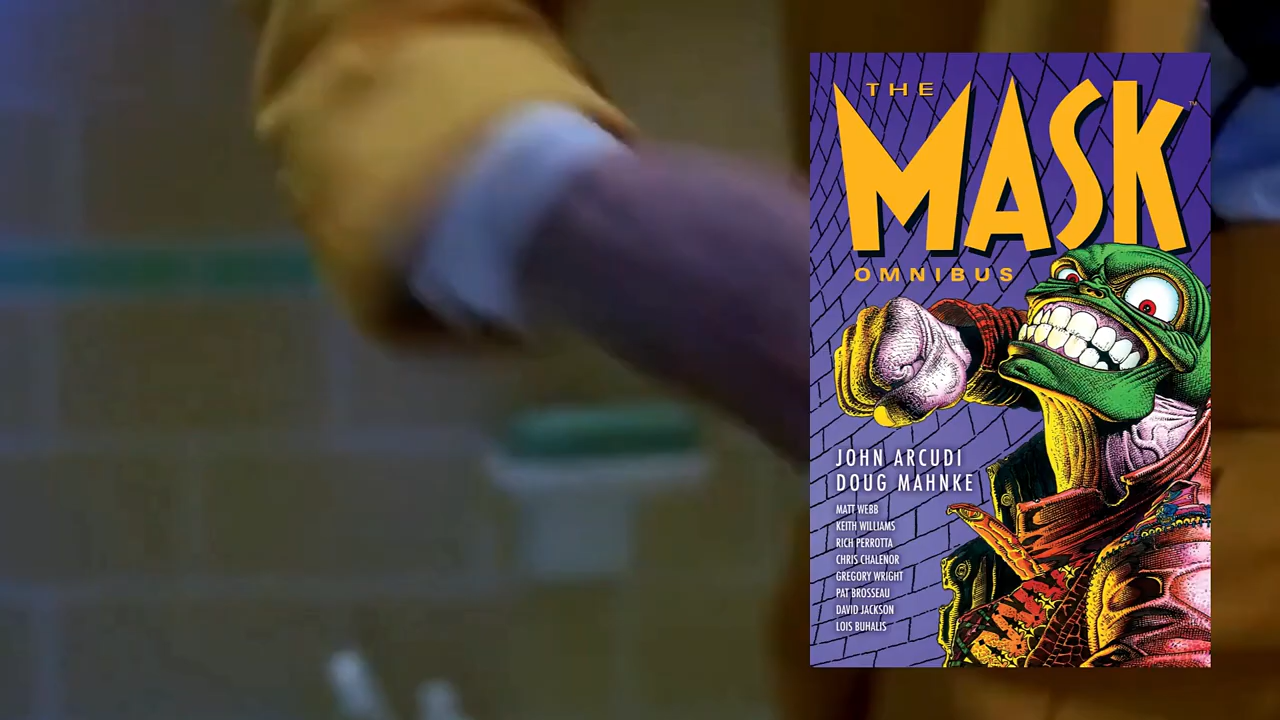 THE
MASK™
OMNIBUS
JOHN ARCUDI
DOUG MAHNKE
MATT WEBB
KEITH WILLIAMS
RICH PERROTTA
CHRIS CHALENOR
GREGORY WRIGHT
PAT BROSSEAU
DAVID JACKSON
LOIS BUHALIS